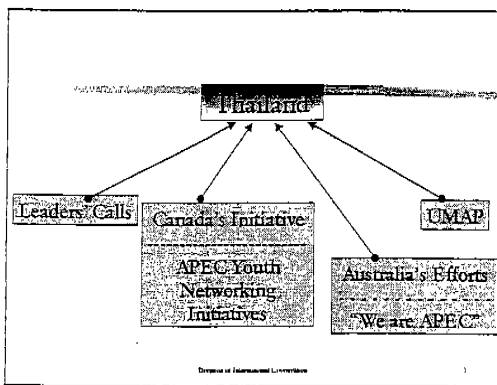 Thailand
Leaders' Calls
Canada's Initiative
APEC Youth
Networking
Initiatives
UMAP
Australia's Efforts
"We are APEC"